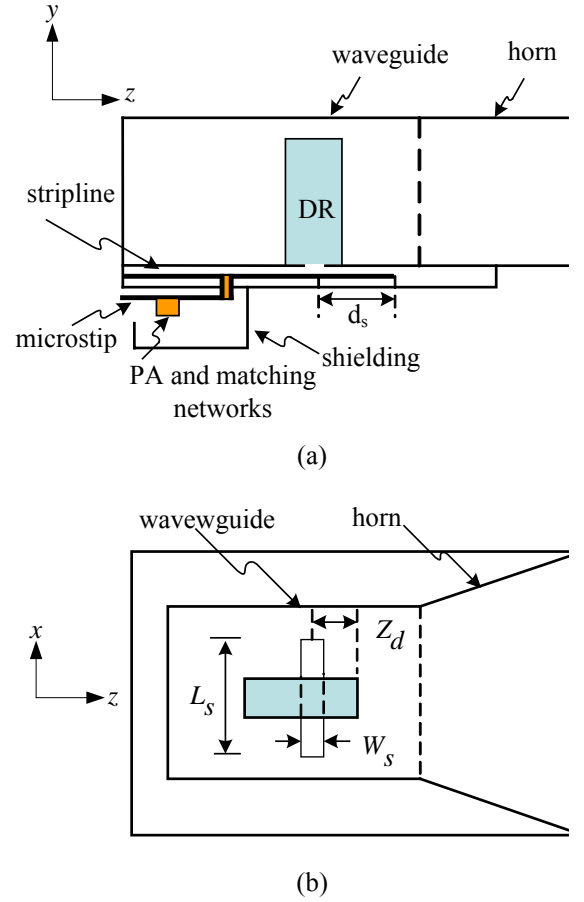 y
z
waveguide
horn
stripline
DR
microstip
d_s
PA and matching
networks
shielding
(a)
wavewguide
horn
x
z
Z_d
L_s
W_s
(b)